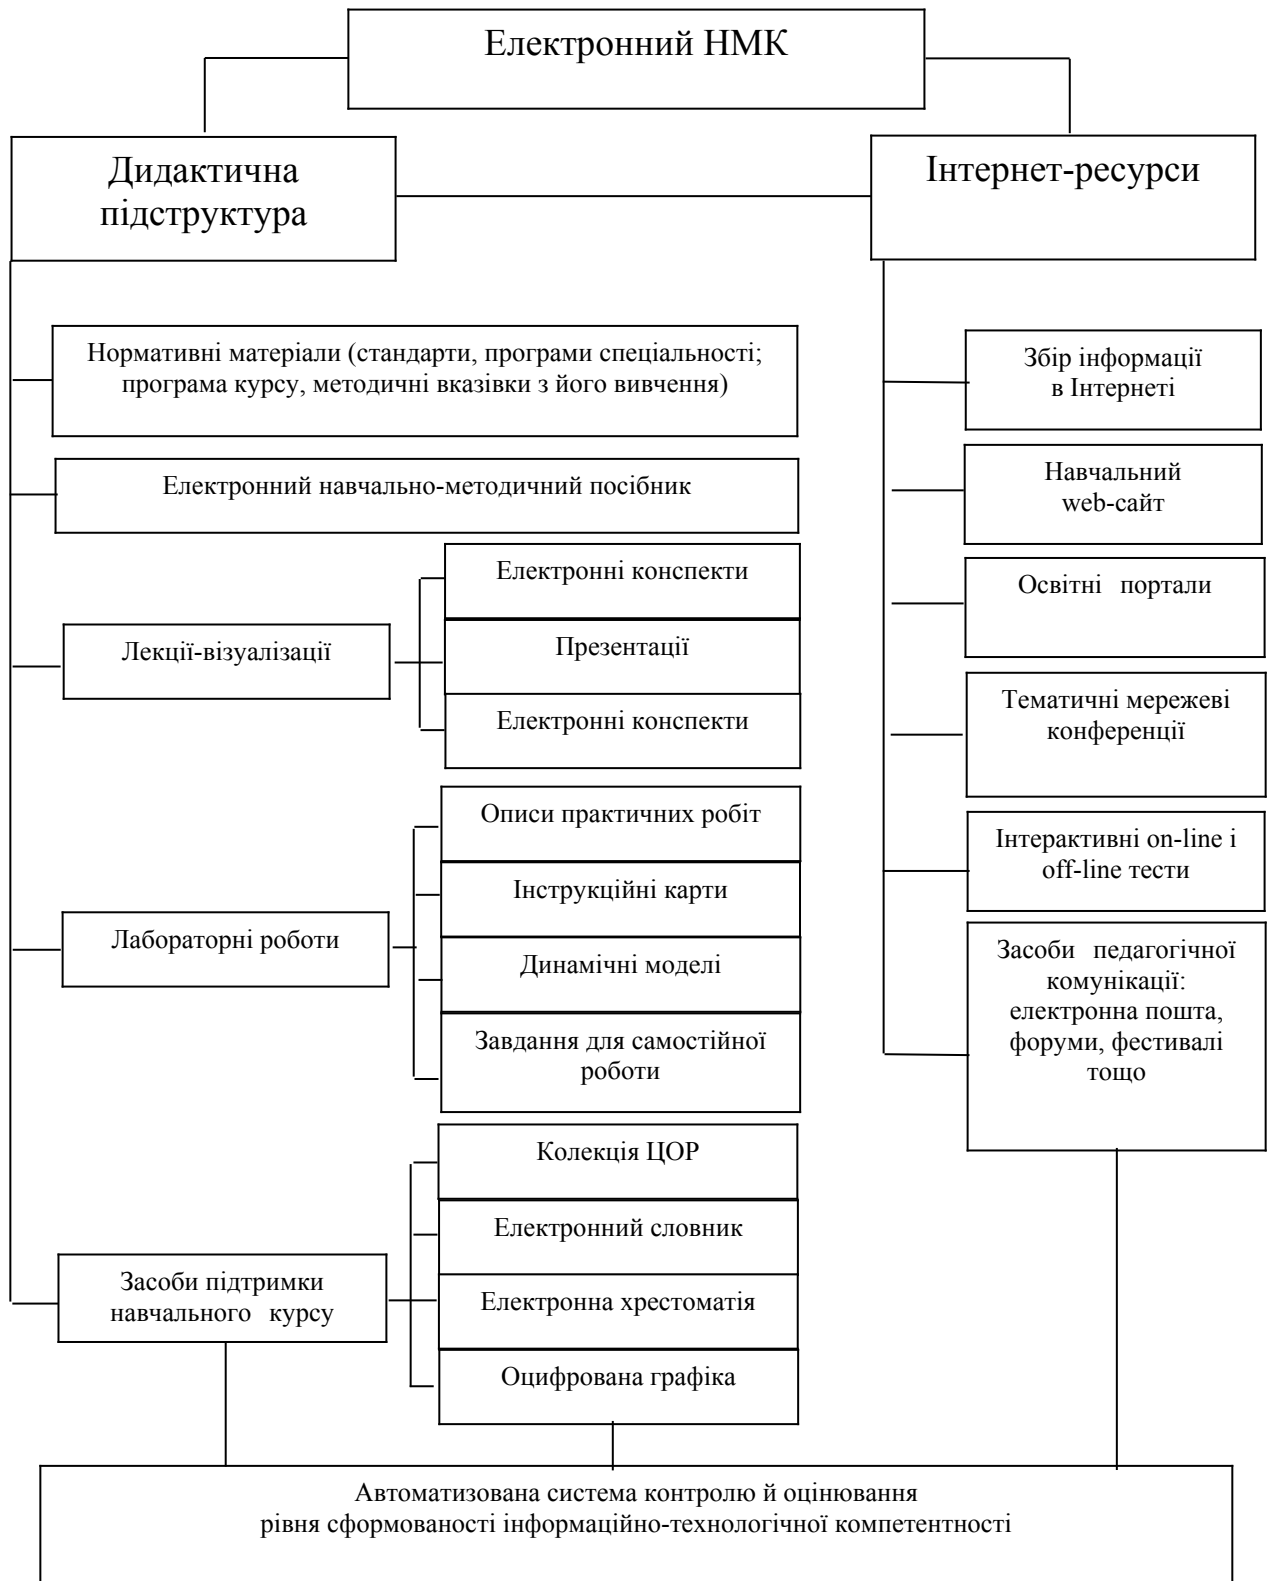 Електронний НМК
Дидактична
підструктура
Інтернет-ресурси
Нормативні матеріали (стандарти, програми спеціальності;
програма курсу, методичні вказівки з його вивчення)
Електронний навчально-методичний посібник
Лекції-візуалізації
Електронні конспекти
Презентації
Електронні конспекти
Лабораторні роботи
Описи практичних робіт
Інструкційні карти
Динамічні моделі
Завдання для самостійної
роботи
Засоби підтримки
навчального курсу
Колекція ЦОР
Електронний словник
Електронна хрестоматія
Оцифрована графіка
Збір інформації
в Інтернеті
Навчальний
web-сайт
Освітні портали
Тематичні мережеві
конференції
Інтерактивні on-line і
off-line тести
Засоби педагогічної
комунікації:
електронна пошта,
форуми, фестивалі
тощо
Автоматизована система контролю й оцінювання
рівня сформованості інформаційно-технологічної компетентності